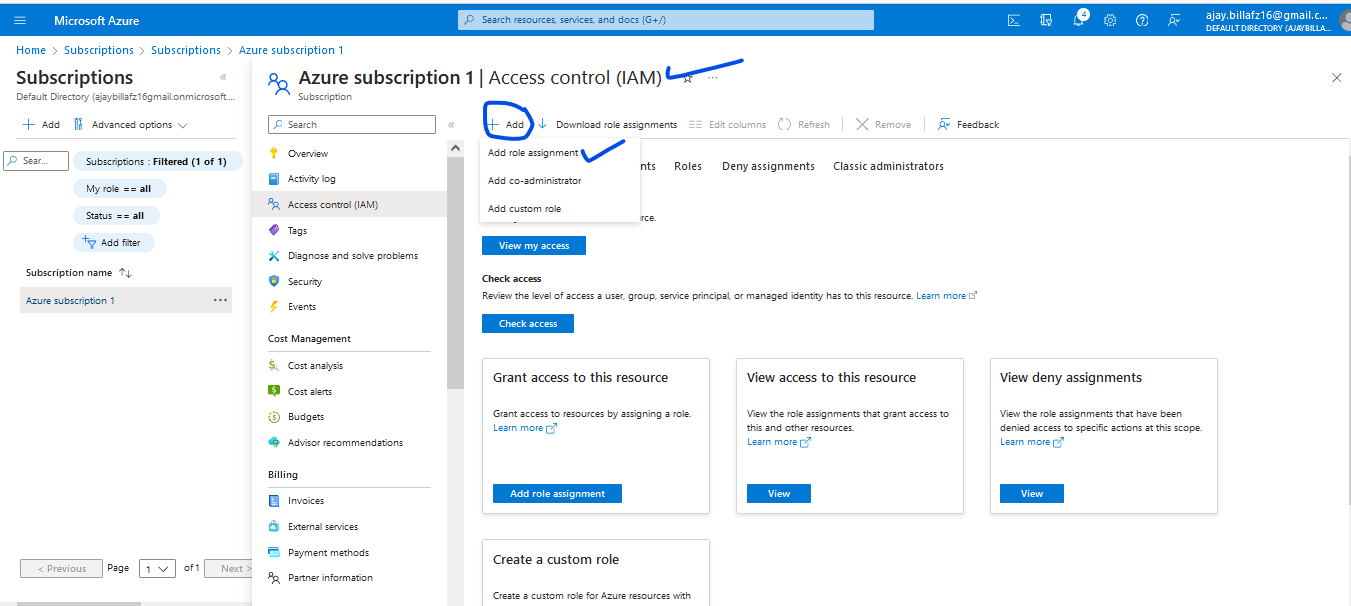 Microsoft Azure
Search resources, services, and docs (G+/)
4
ajay.billafz16@gmail.c...
DEFAULT DIRECTORY (AJAYBILLA...
Home > Subscriptions > Subscriptions > Azure subscription 1
Subscriptions
Default Directory (ajaybillafz16gmail.onmicrosoft....
Add
Advanced options
Sear...
Subscriptions : Filtered (1 of 1)
My role == all
Status == all
Add filter
Subscription name
Azure subscription 1
< Previous
Page
1
of 1
Next >
Azure subscription 1 | Access control (IAM)
Subscription
Search
Overview
Activity log
Access control (IAM)
Tags
Diagnose and solve problems
Security
Events
Cost Management
Cost analysis
Cost alerts
Budgets
Advisor recommendations
Billing
Invoices
External services
Payment methods
Partner information
Add
Download role assignments
Edit columns
Refresh
Remove
Feedback
Add role assignment
Add co-administrator
Add custom role
nts
Roles
Deny assignments
Classic administrators
rce.
View my access
Check access
Review the level of access a user, group, service principal, or managed identity has to this resource. Learn more
Check access
Grant access to this resource
Grant access to resources by assigning a role.
Learn more
Add role assignment
View access to this resource
View the role assignments that grant access to
this and other resources.
Learn more
View
View deny assignments
View the role assignments that have been
denied access to specific actions at this scope.
Learn more
View
Create a custom role
Create a custom role for Azure resources with